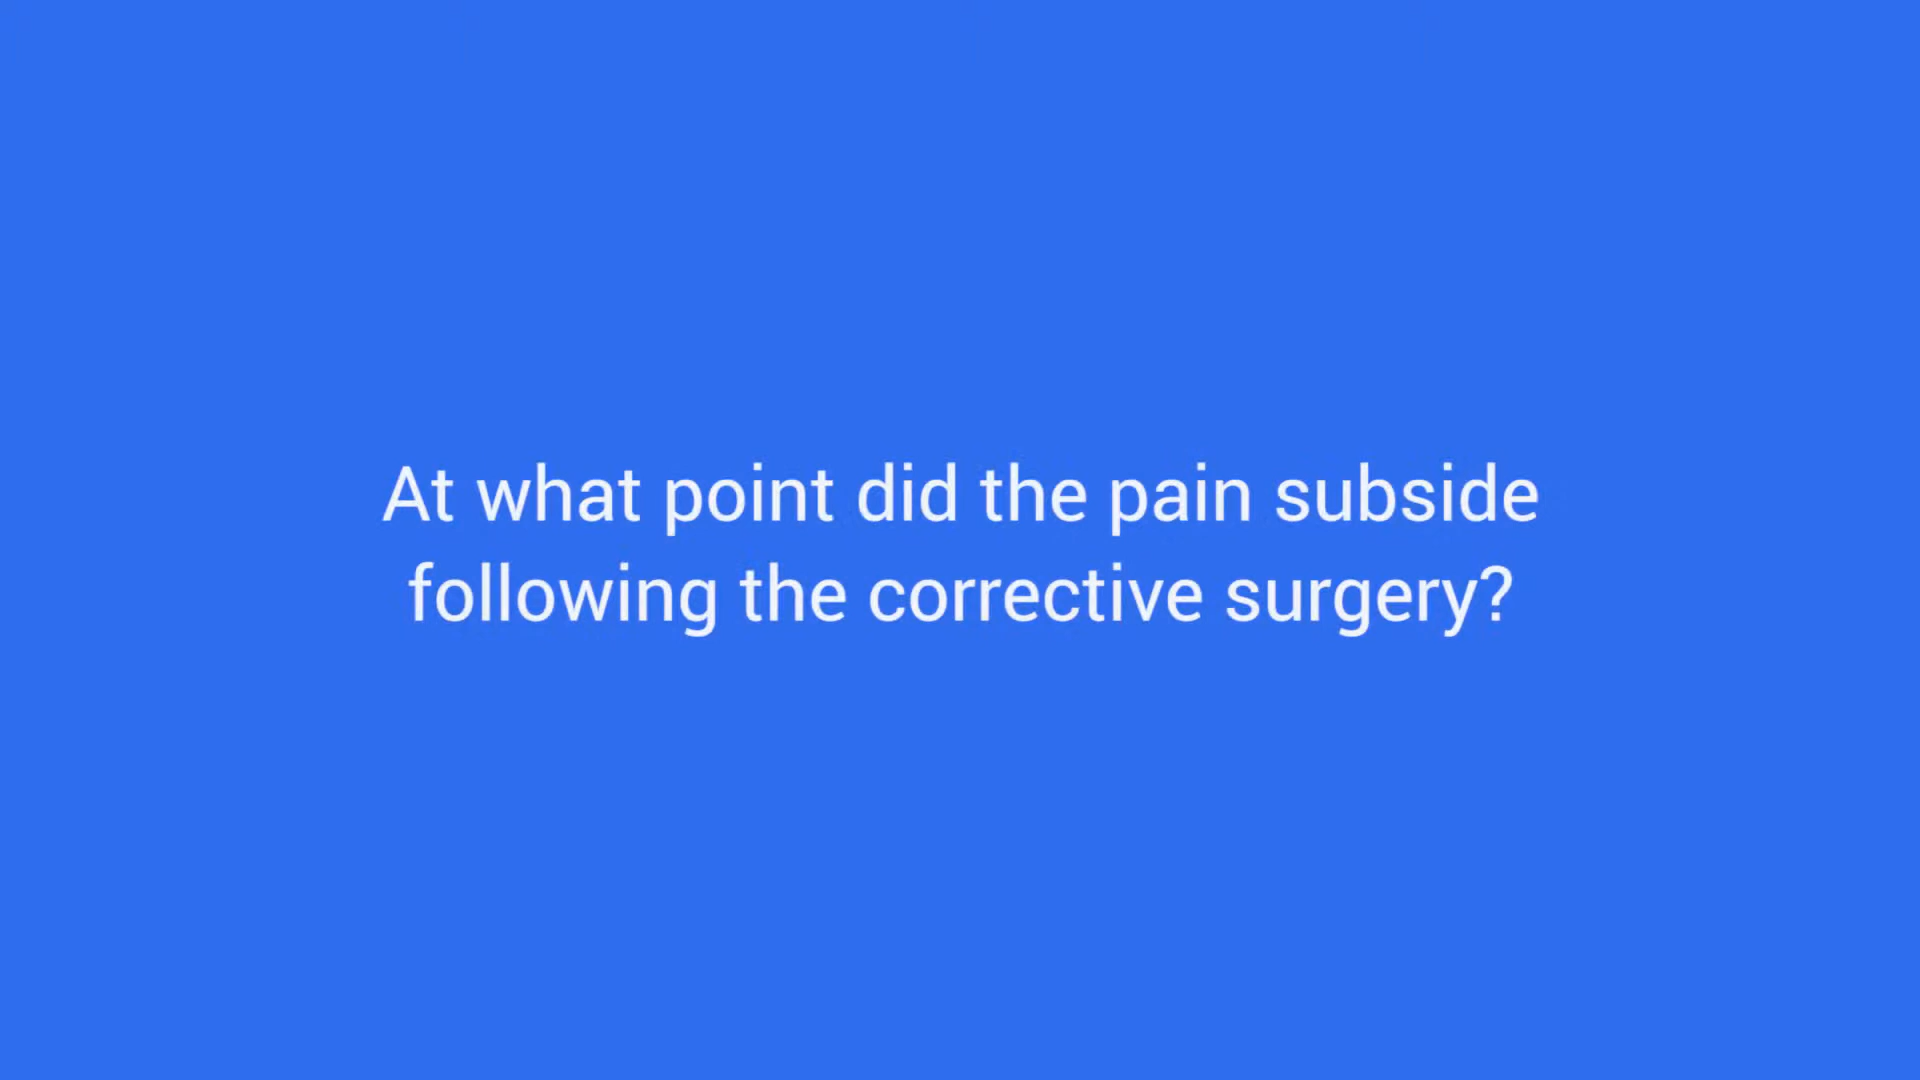 At what point did the pain subside
following the corrective surgery?